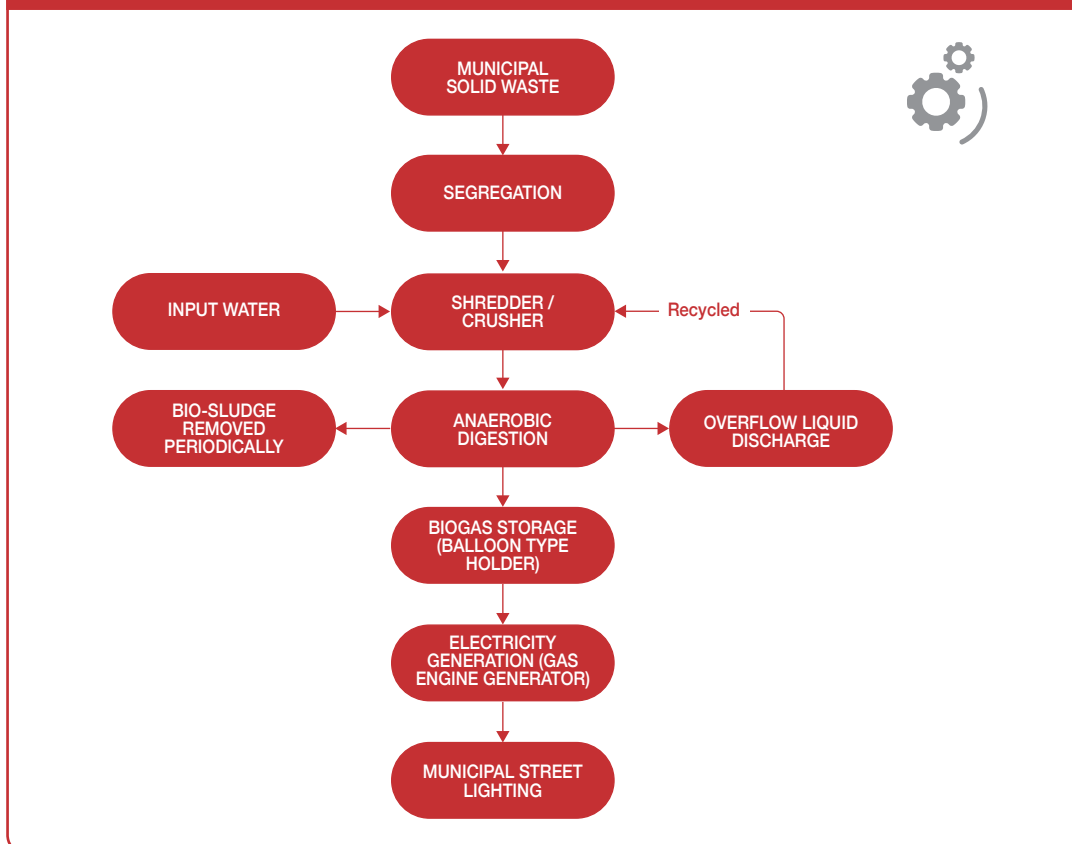 MUNICIPAL
SOLID WASTE
SEGREGATION
INPUT WATER
SHREDDER /
CRUSHER
Recycled
BIO-SLUDGE
REMOVED
PERIODICALLY
ANAEROBIC
DIGESTION
OVERFLOW LIQUID
DISCHARGE
BIOGAS STORAGE
(BALLOON TYPE
HOLDER)
ELECTRICITY
GENERATION (GAS
ENGINE GENERATOR)
MUNICIPAL STREET
LIGHTING